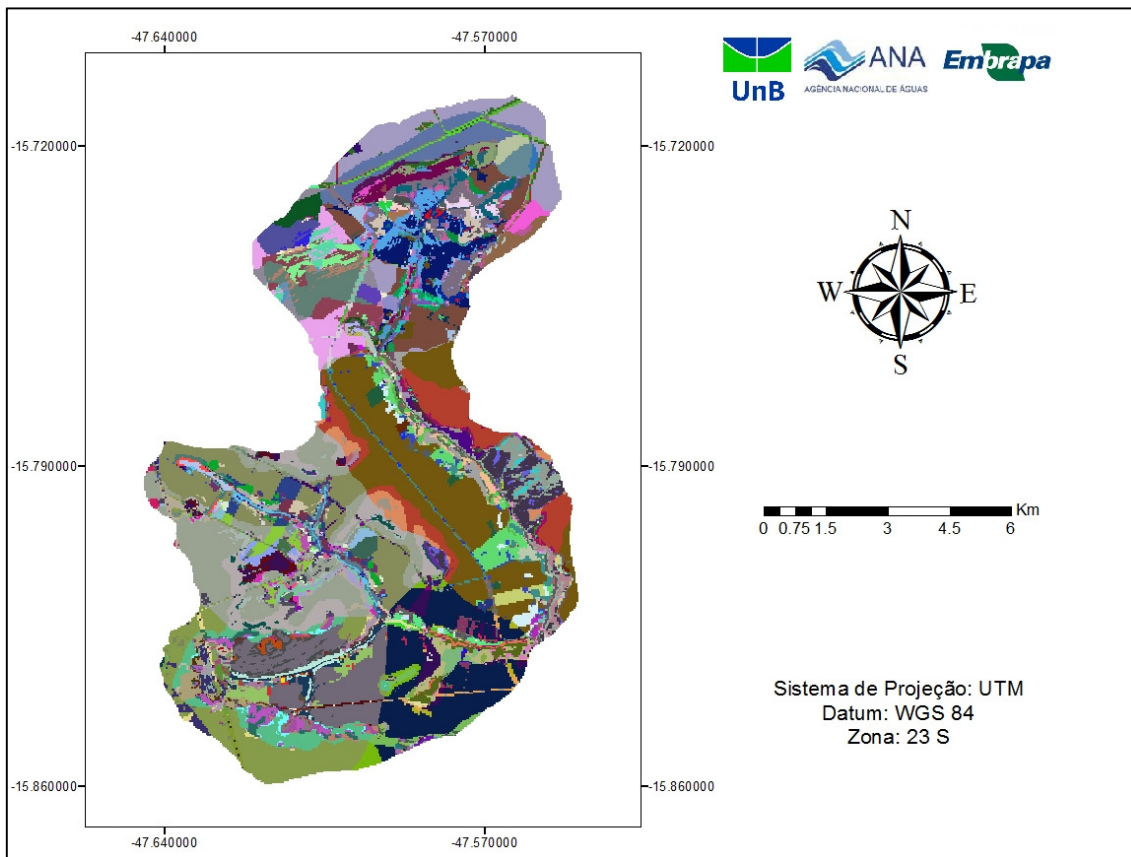 -47.640000 -47.570000
UnB
ANA
AGÊNCIA NACIONAL DE ÁGUAS
Embrapa
-15.720000 -15.720000
N
W E
S
-15.790000 -15.790000
Km
0 0.75 1.5 3 4.5 6
Sistema de Projeção: UTM
Datum: WGS 84
Zona: 23 S
-15.860000 -15.860000
-47.640000 -47.570000